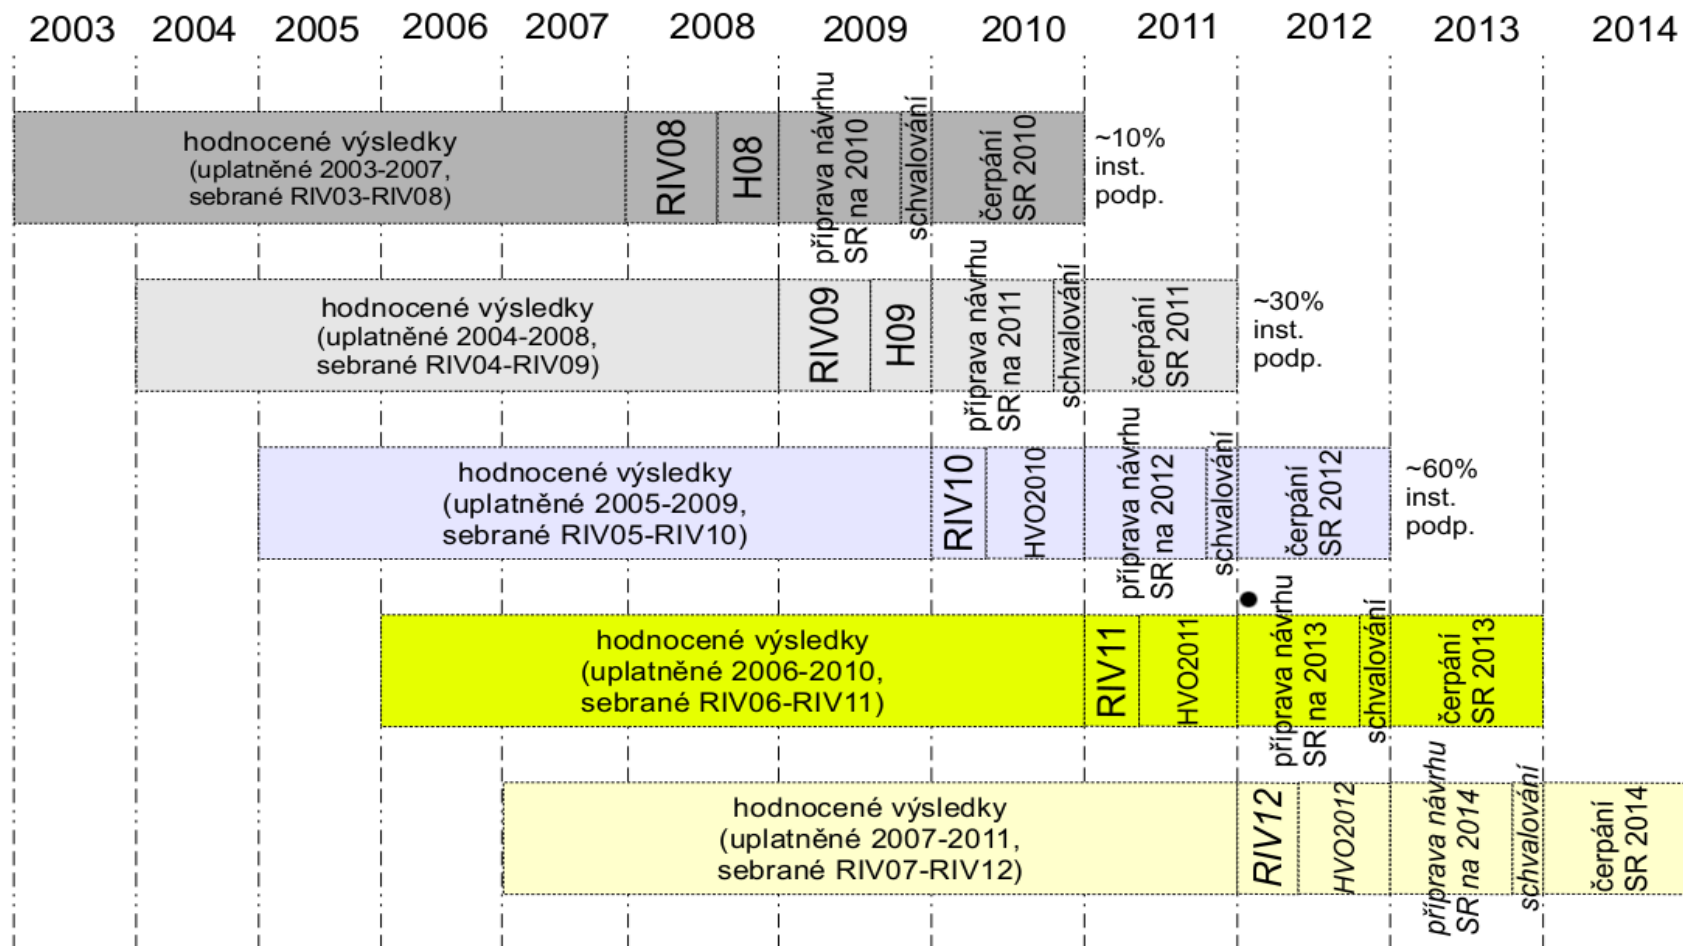 2003 2004 2005 2006 2007 2008 2009 2010 2011 2012 2013 2014
hodnocené výsledky
(uplatněné 2003-2007,
sebrané RIV03-RIV08)
RIV08
H08
příprava návrhu
SR na 2010
schvalování
čerpání
SR 2010
~10%
inst.
podp.
hodnocené výsledky
(uplatněné 2004-2008,
sebrané RIV04-RIV09)
RIV09
H09
příprava návrhu
SR na 2011
schvalování
čerpání
SR 2011
~30%
inst.
podp.
hodnocené výsledky
(uplatněné 2005-2009,
sebrané RIV05-RIV10)
RIV10
HVO2010
příprava návrhu
SR na 2012
schvalování
čerpání
SR 2012
~60%
inst.
podp.
hodnocené výsledky
(uplatněné 2006-2010,
sebrané RIV06-RIV11)
RIV11
HVO2011
příprava návrhu
SR na 2013
schvalování
čerpání
SR 2013
hodnocené výsledky
(uplatněné 2007-2011,
sebrané RIV07-RIV12)
RIV12
HVO2012
příprava návrhu
SR na 2014
schvalování
čerpání
SR 2014